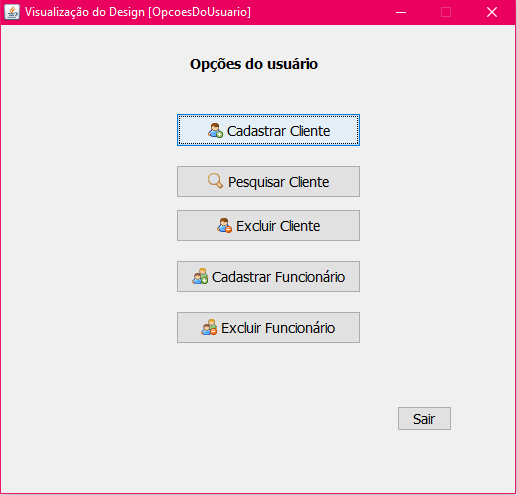 Visualização do Design [OpcoesDoUsuario]
Opções do usuário
Cadastrar Cliente
Pesquisar Cliente
Excluir Cliente
Cadastrar Funcionário
Excluir Funcionário
Sair